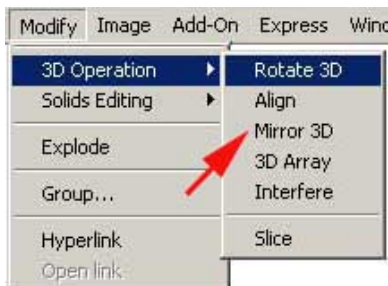 Modify Image Add-On Express
3D Operation
Solids Editing
Explode
Group...
Hyperlink
Open link
Rotate 3D
Align
Mirror 3D
3D Array
Interfere
Slice